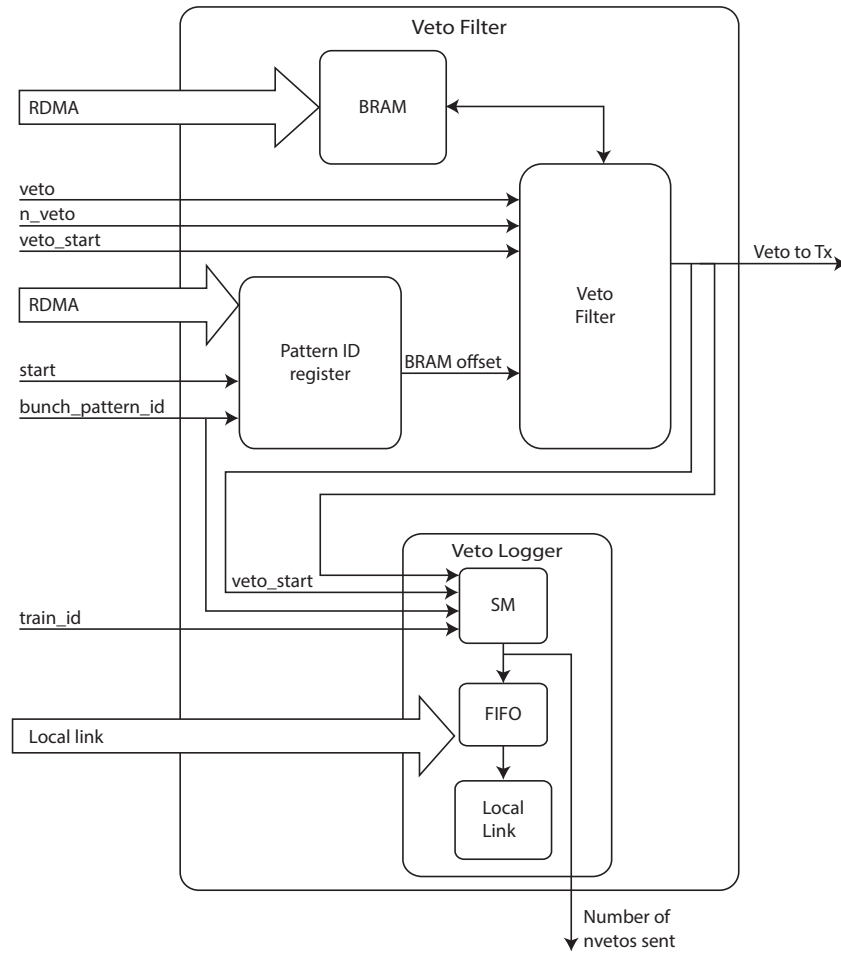 Veto Filter
RDMA
BRAM
veto
n_veto
veto_start
Veto to Tx
RDMA
Veto
Filter
Pattern ID
register
start
BRAM offset
bunch_pattern_id
Veto Logger
veto_start
SM
train_id
FIFO
Local link
Local
Link
Number of
nvetos sent